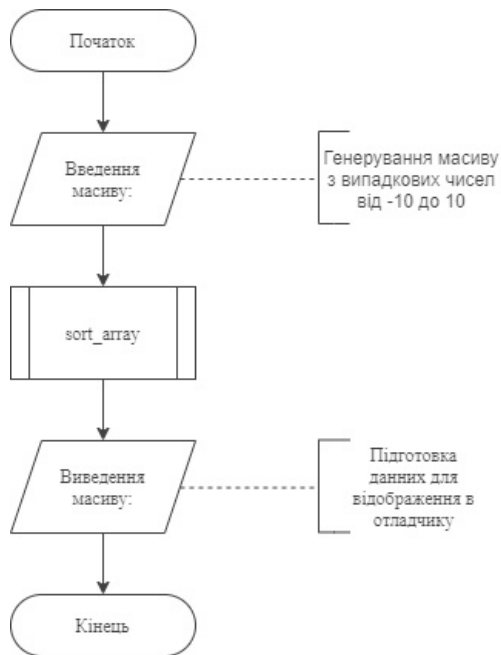 Початок
Введення
масиву:
Генерування масиву
з випадкових чисел
від -10 до 10
sort_array
Виведення
масиву:
Підготовка
данних для
відображення в
отладчику
Кінець